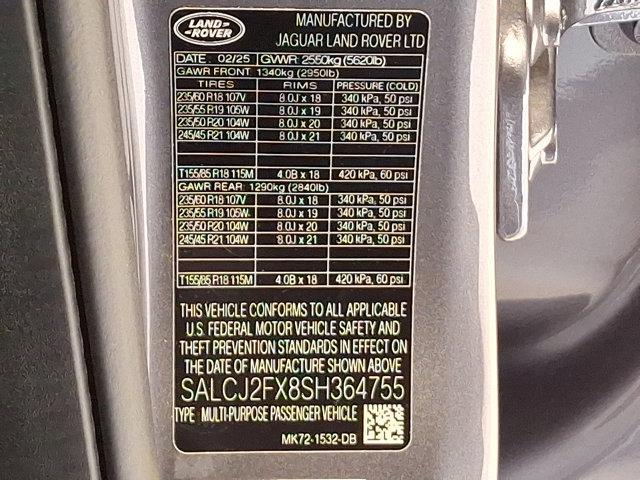 LAND-
-ROVER
MANUFACTURED BY
JAGUAR LAND ROVER LTD
DATE 02/25 GVWR 2550kg (5620lb)
GAWR FRONT 1340kg (2950lb)
TIRES RIMS PRESSURE (COLD)
235/60 R18 107V 8.0J x 18 340 kPa, 50 psi
235/55 R19 105W 8.0J x 19 340 kPa, 50 psi
235/50 R20 104W 8.0J x 20 340 kPa, 50 psi
245/45 R21 104W 8.0J x 21 340 kPa, 50 psi
T155/85 R18 115M 4.0B x 18 420 kPa, 60 psi
GAWR REAR 1290kg (2840lb)
235/60 R18 107V 8.0J x 18 340 kPa, 50 psi
235/55 R19 105W 8.0J x 19 340 kPa, 50 psi
235/50 R20 104W 8.0J x 20 340 kPa, 50 psi
245/45 R21 104W 8.0J x 21 340 kPa, 50 psi
T155/85 R18 115M 4.0B x 18 420 kPa, 60 psi
THIS VEHICLE CONFORMS TO ALL APPLICABLE
U.S. FEDERAL MOTOR VEHICLE SAFETY AND
THEFT PREVENTION STANDARDS IN EFFECT ON
THE DATE OF MANUFACTURE SHOWN ABOVE
SALCJ2FX8SH364755
TYPE MULTI-PURPOSE PASSENGER VEHICLE
MK72-1532-DB